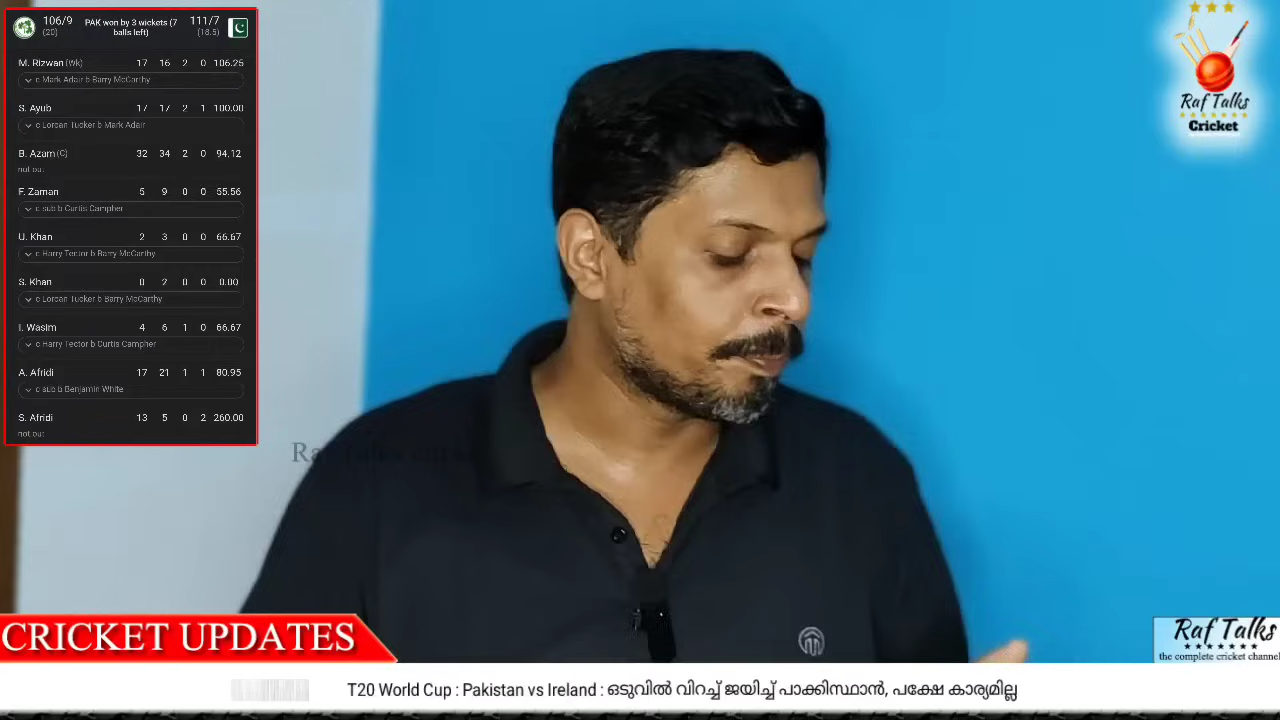 106/9
(20)
PAK won by 3 wickets (7
balls left)
111/7
(18.5)
M. Rizwan (Wk) 17 16 2 0 106.25
c Mark Adair b Barry McCarthy
S. Ayub 17 17 2 1 100.00
c Lorcan Tucker b Mark Adair
B. Azam (C) 32 34 2 0 94.12
not out
F. Zaman 5 9 0 0 55.56
c sub b Curtis Campher
U. Khan 2 3 0 0 66.67
c Harry Tector b Barry McCarthy
S. Khan 0 2 0 0 0.00
c Lorcan Tucker b Barry McCarthy
I. Wasim 4 6 1 0 66.67
c Harry Tector b Curtis Campher
A. Afridi 17 21 1 1 80.95
c sub b Benjamin White
S. Afridi 13 5 0 2 260.00
not out
Raf Talks
Cricket
Raf Talks
CRICKET UPDATES
Raf Talks
the complete cricket channel
T20 World Cup : Pakistan vs Ireland : ഒടുവിൽ വിറച്ച് ജയിച്ച് പാക്കിസ്ഥാൻ, പക്ഷേ കാര്യമില്ല